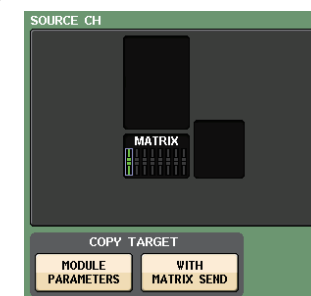 SOURCE CH
MATRIX
COPY TARGET
MODULE
PARAMETERS
WITH
MATRIX SEND